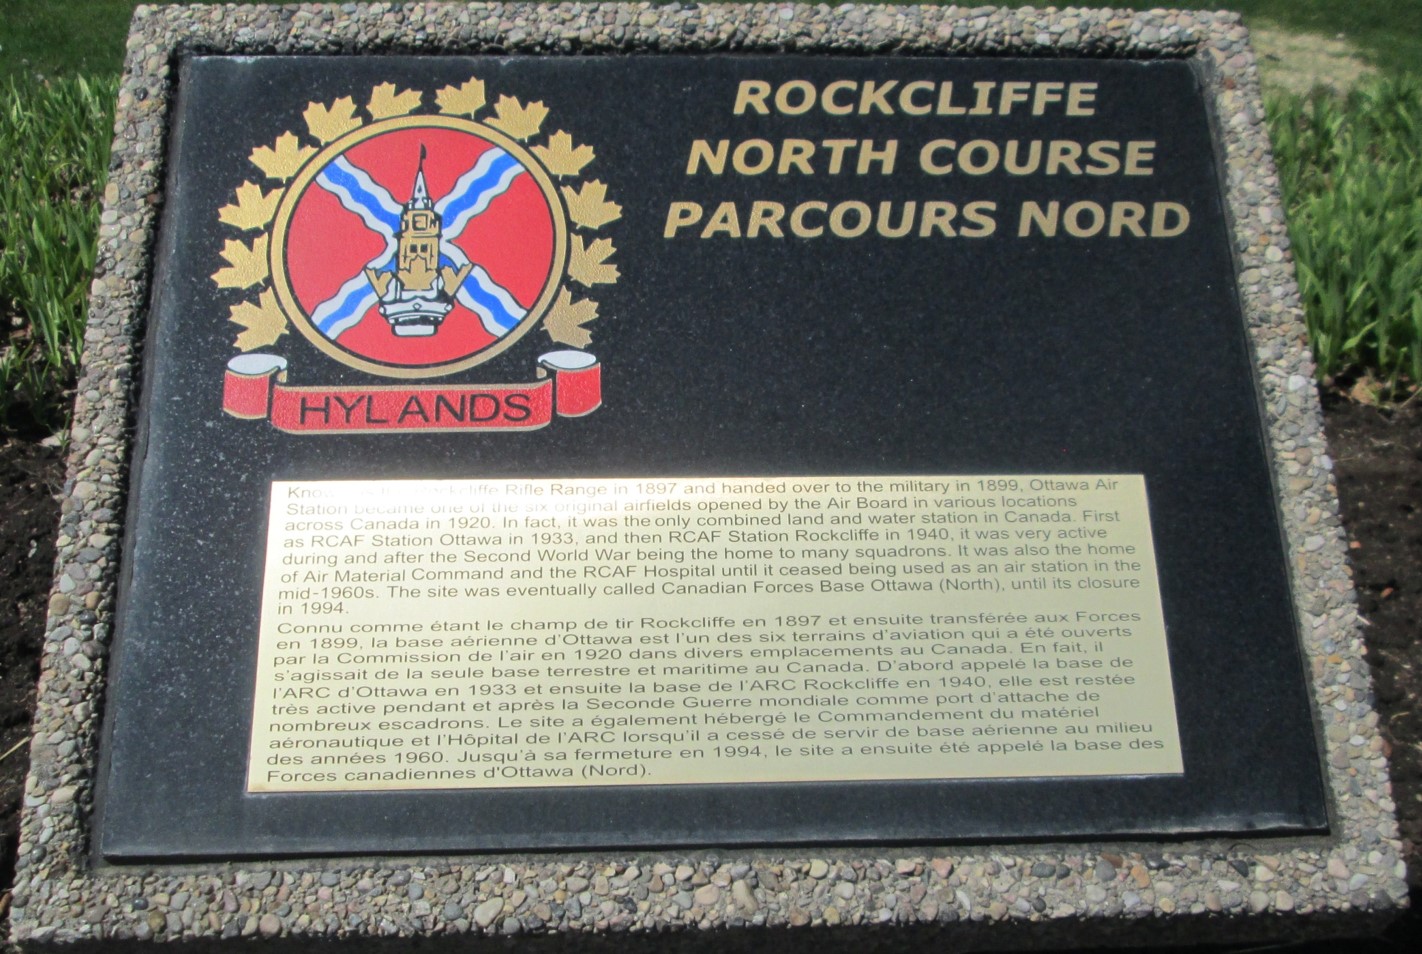 ROCKCLIFFE
NORTH COURSE
PARCOURS NORD
HYLANDS
Known as the Rockcliffe Rifle Range in 1897 and handed over to the military in 1899, Ottawa Air
Station became one of the six original airfields opened by the Air Board in various locations
across Canada in 1920. In fact, it was the only combined land and water station in Canada. First
as RCAF Station Ottawa in 1933, and then RCAF Station Rockcliffe in 1940, it was very active
during and after the Second World War being the home to many squadrons. It was also the home
of Air Material Command and the RCAF Hospital until it ceased being used as an air station in the
mid-1960s. The site was eventually called Canadian Forces Base Ottawa (North), until its closure
in 1994.
Connu comme étant le champ de tir Rockcliffe en 1897 et ensuite transférée aux Forces
en 1899, la base aérienne d'Ottawa est l'un des six terrains d'aviation qui a été ouverts
par la Commission de l'air en 1920 dans divers emplacements au Canada. En fait, il
s'agissait de la seule base terrestre et maritime au Canada. D'abord appelé la base de
l'ARC d'Ottawa en 1933 et ensuite la base de l'ARC Rockcliffe en 1940, elle est restée
très active pendant et après la Seconde Guerre mondiale comme port d'attache de
nombreux escadrons. Le site a également hébergé le Commandement du matériel
aéronautique et l'Hôpital de l'ARC lorsqu'il a cessé de servir de base aérienne au milieu
des années 1960. Jusqu'à sa fermeture en 1994, le site a ensuite été appelé la base des
Forces canadiennes d'Ottawa (Nord).